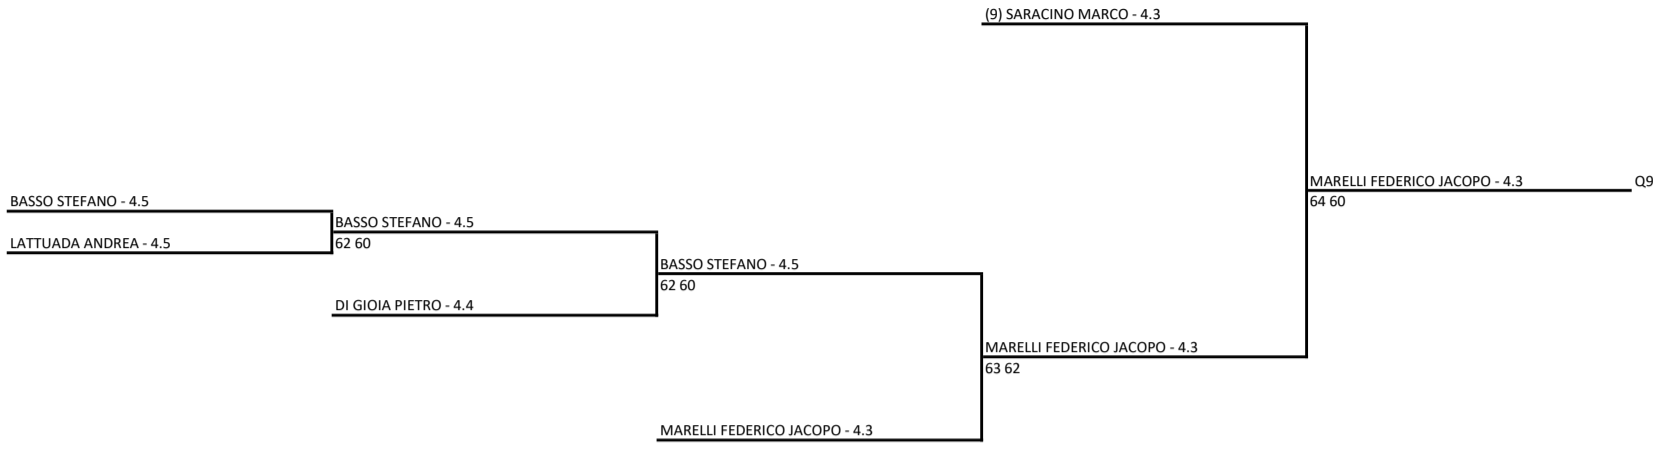 (9) SARACINO MARCO - 4.3
MARELLI FEDERICO JACOPO - 4.3
Q9
64 60
BASSO STEFANO - 4.5
BASSO STEFANO - 4.5
LATTUADA ANDREA - 4.5
62 60
BASSO STEFANO - 4.5
62 60
DI GIOIA PIETRO - 4.4
MARELLI FEDERICO JACOPO - 4.3
63 62
MARELLI FEDERICO JACOPO - 4.3